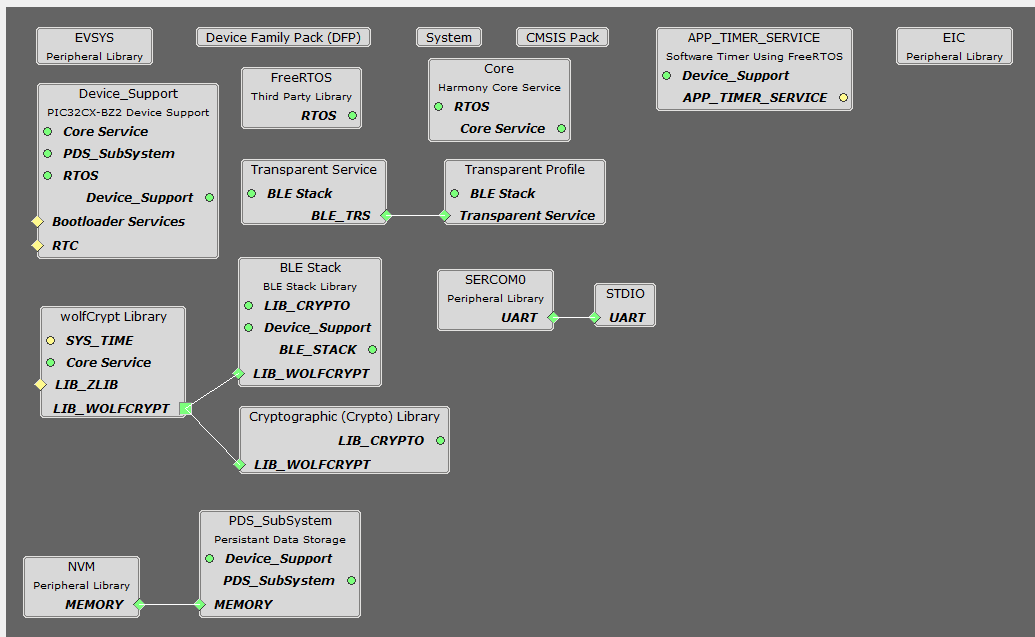 EVSYS
Peripheral Library
Device Family Pack (DFP)
System
CMSIS Pack
APP_TIMER_SERVICE
Software Timer Using FreeRTOS
Device_Support
APP_TIMER_SERVICE
EIC
Peripheral Library
Device_Support
PIC32CX-BZ2 Device Support
Core Service
PDS_SubSystem
RTOS
Device_Support
Bootloader Services
RTC
FreeRTOS
Third Party Library
RTOS
Core
Harmony Core Service
RTOS
Core Service
Transparent Service
BLE Stack
BLE_TRS
Transparent Profile
BLE Stack
Transparent Service
BLE Stack
BLE Stack Library
LIB_CRYPTO
Device_Support
BLE_STACK
LIB_WOLFCRYPT
SERCOM0
Peripheral Library
UART
STDIO
UART
wolfCrypt Library
SYS_TIME
Core Service
LIB_ZLIB
LIB_WOLFCRYPT
Cryptographic (Crypto) Library
LIB_CRYPTO
LIB_WOLFCRYPT
PDS_SubSystem
Persistant Data Storage
Device_Support
PDS_SubSystem
MEMORY
NVM
Peripheral Library
MEMORY